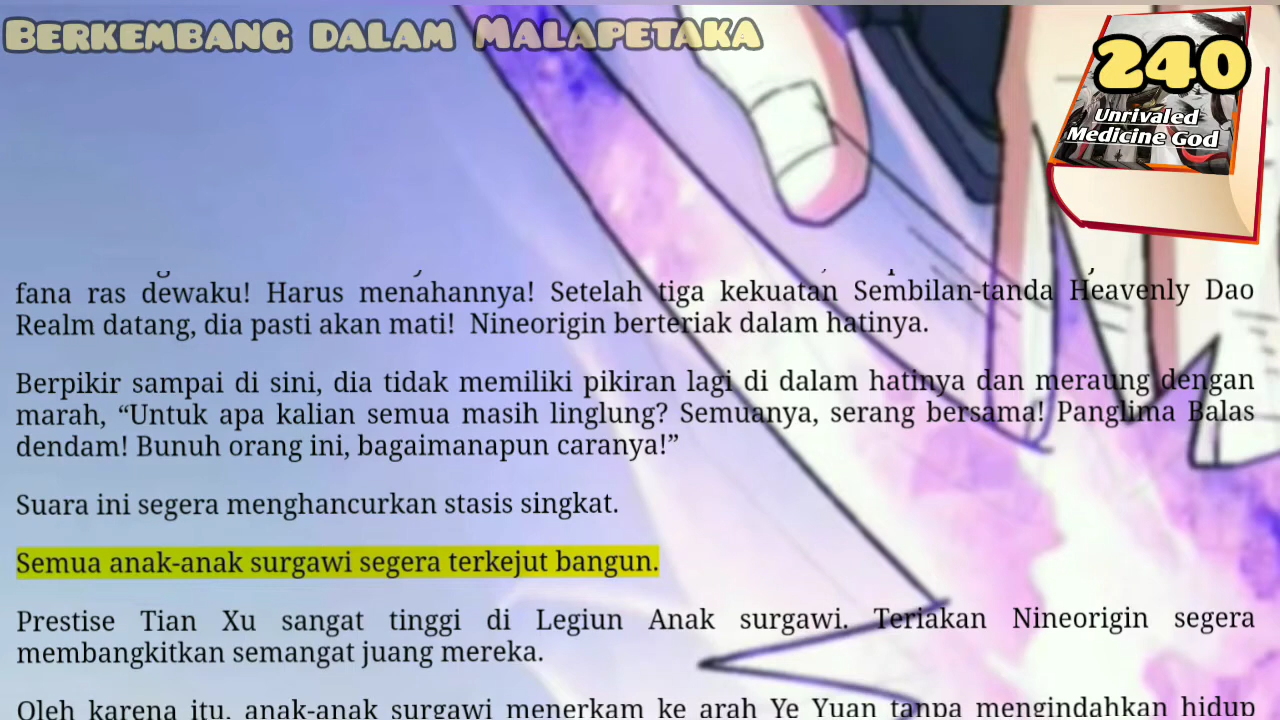 BERKEMBANG DALAM MALAPETAKA
240
Unrivaled
Medicine God
fana ras dewaku! Harus menahannya! Setelah tiga kekuatan Sembilan-tanda Heavenly Dao
Realm datang, dia pasti akan mati! Nineorigin berteriak dalam hatinya.
Berpikir sampai di sini, dia tidak memiliki pikiran lagi di dalam hatinya dan meraung dengan
marah, “Untuk apa kalian semua masih linglung? Semuanya, serang bersama! Panglima Balas
dendam! Bunuh orang ini, bagaimanapun caranya!”
Suara ini segera menghancurkan stasis singkat.
Semua anak-anak surgawi segera terkejut bangun.
Prestise Tian Xu sangat tinggi di Legiun Anak surgawi. Teriakan Nineorigin segera
membangkitkan semangat juang mereka.
Oleh karena itu, anak-anak surgawi menerkam ke arah Ye Yuan tanpa mengindahkan hidup